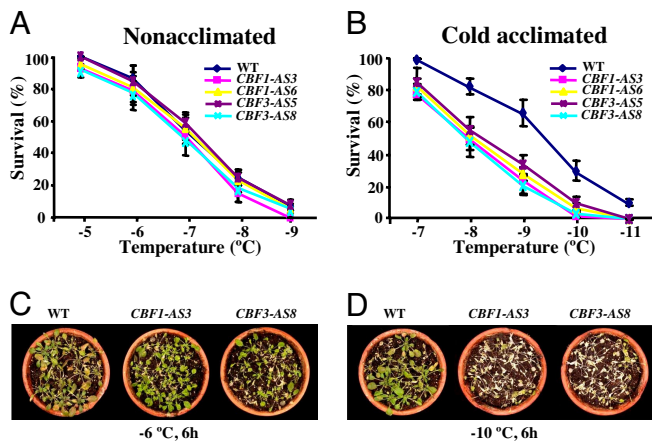 A
Nonacclimated
Survival (%)
100
80
60
40
20
0
WT
CBF1-AS3
CBF1-AS6
CBF3-AS5
CBF3-AS8
-5 -6 -7 -8 -9
Temperature (ºC)
B
Cold acclimated
Survival (%)
100
80
60
40
20
0
WT
CBF1-AS3
CBF1-AS6
CBF3-AS5
CBF3-AS8
-7 -8 -9 -10 -11
Temperature (ºC)
C
WT CBF1-AS3 CBF3-AS8
-6 ºC, 6h
D
WT CBF1-AS3 CBF3-AS8
-10 ºC, 6h